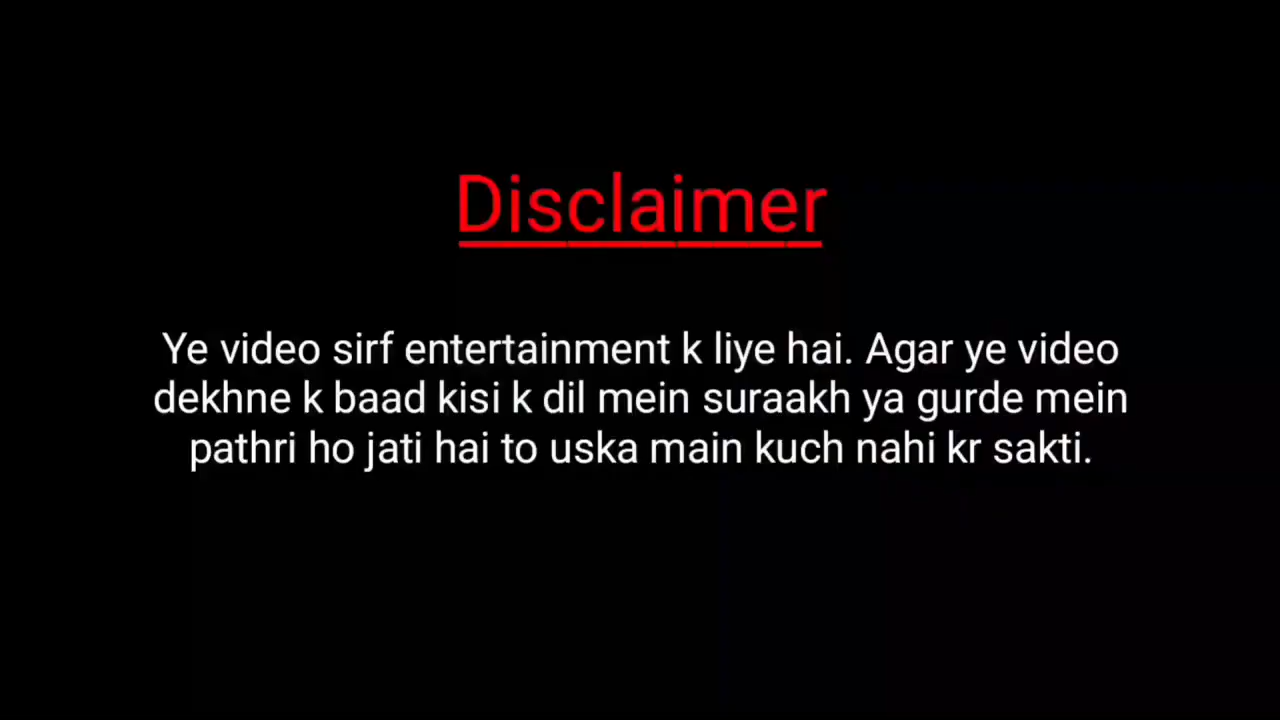 Disclaimer
Ye video sirf entertainment k liye hai. Agar ye video
dekhne k baad kisi k dil mein suraakh ya gurde mein
pathri ho jati hai to uska main kuch nahi kr sakti.